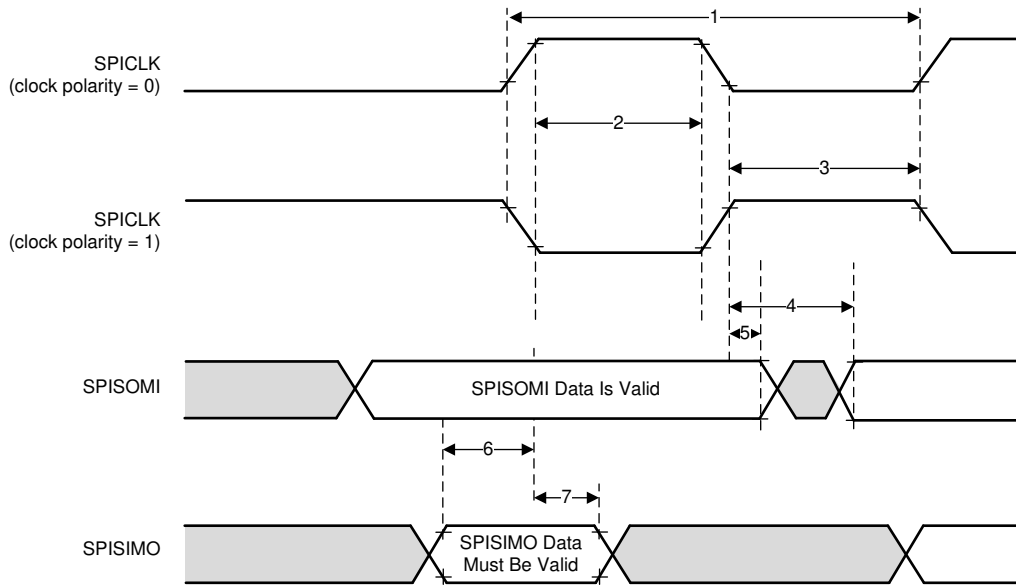 1
SPICLK
(clock polarity = 0)
2
3
SPICLK
(clock polarity = 1)
4
5
SPISOMI
SPISOMI Data Is Valid
6
7
SPISIMO
SPISIMO Data
Must Be Valid